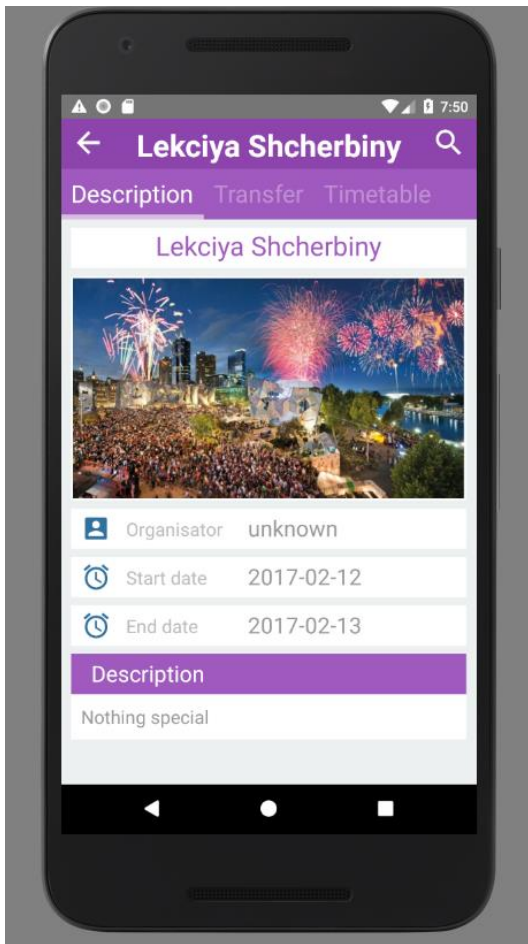 7:50
Lekciya Shcherbiny
Description Transfer Timetable
Lekciya Shcherbiny
Organisator unknown
Start date 2017-02-12
End date 2017-02-13
Description
Nothing special